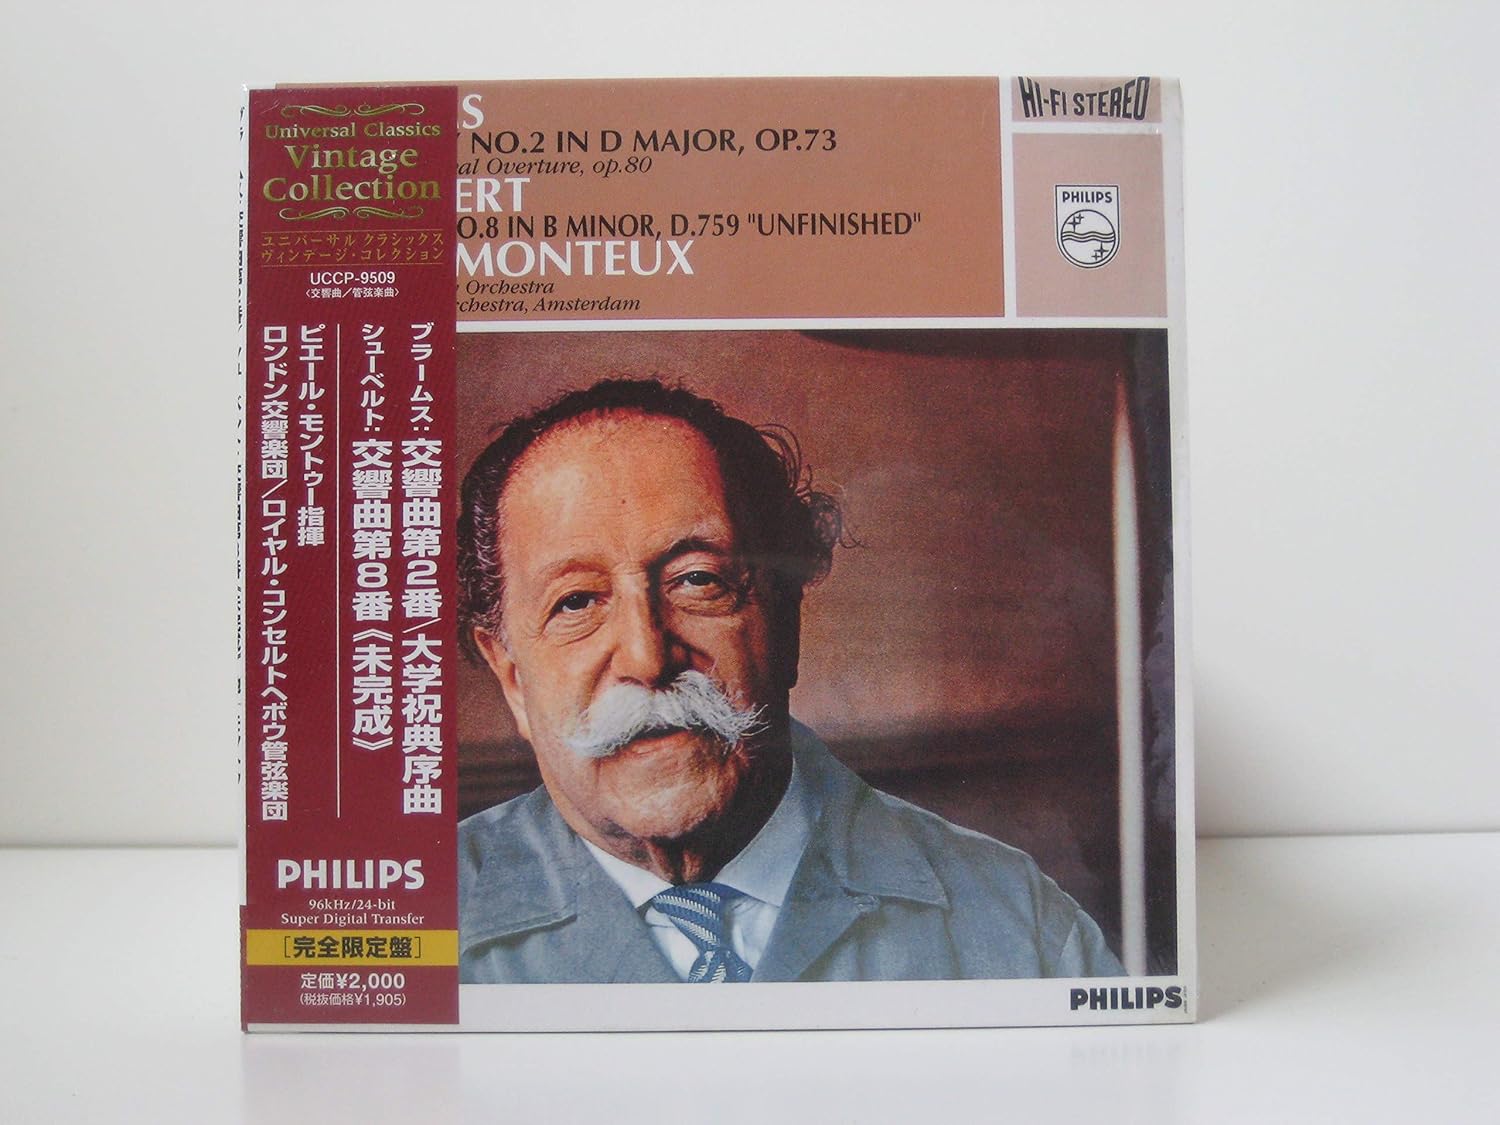 Universal Classics
Vintage
Collection
ユニバーサル クラシックス
ヴィンテージ・コレクション
UCCP-9509
〈交響曲/管弦楽曲〉
ブラームス:交響曲第2番/大学祝典序曲
シューベルト:交響曲第8番《未完成》
ピエール・モントゥー指揮
ロンドン交響楽団/ロイヤル・コンセルトヘボウ管弦楽団
PHILIPS
96kHz/24-bit
Super Digital Transfer
[完全限定盤]
定価¥2,000
(税抜価格¥1,905)
MS
Y NO.2 IN D MAJOR, OP.73
cal Overture, op.80
ERT
O.8 IN B MINOR, D.759 "UNFINISHED"
MONTEUX
y Orchestra
rchestra, Amsterdam
HI-FI STEREO
PHILIPS
PHILIPS